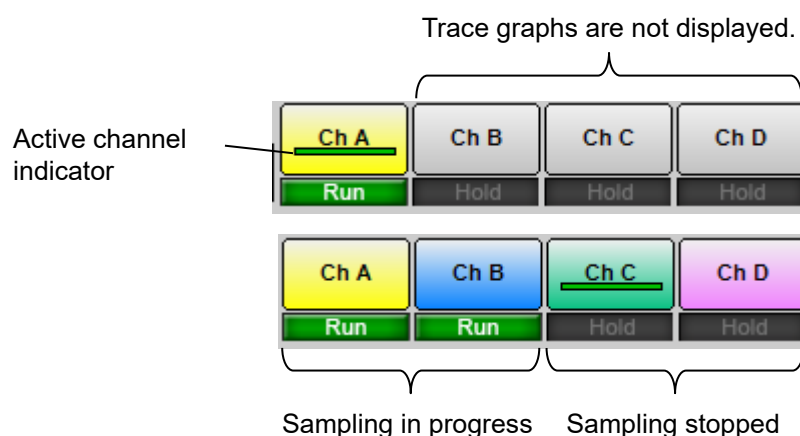 Trace graphs are not displayed.
Active channel
indicator
Ch A Ch B Ch C Ch D
Run Hold Hold Hold
Ch A Ch B Ch C Ch D
Run Run Hold Hold
Sampling in progress Sampling stopped